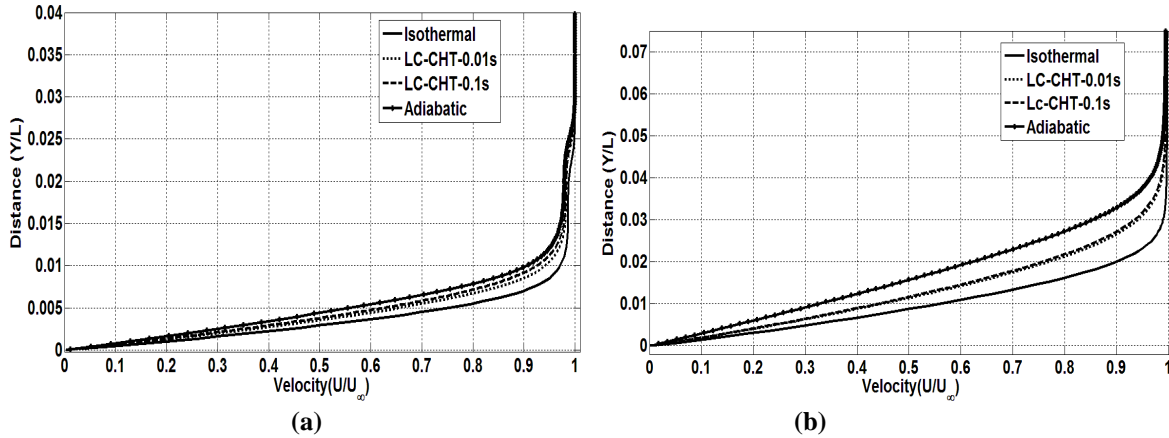 0.04
0.035
0.03
0.025
0.02
0.015
0.01
0.005
0
Distance (Y/L)
Isothermal
LC-CHT-0.01s
LC-CHT-0.1s
Adiabatic
0 0.1 0.2 0.3 0.4 0.5 0.6 0.7 0.8 0.9 1
Velocity(U/U∞)
(a)
0.07
0.06
0.05
0.04
0.03
0.02
0.01
0
Distance (Y/L)
Isothermal
LC-CHT-0.01s
Lc-CHT-0.1s
Adiabatic
0 0.1 0.2 0.3 0.4 0.5 0.6 0.7 0.8 0.9 1
Velocity(U/U∞)
(b)